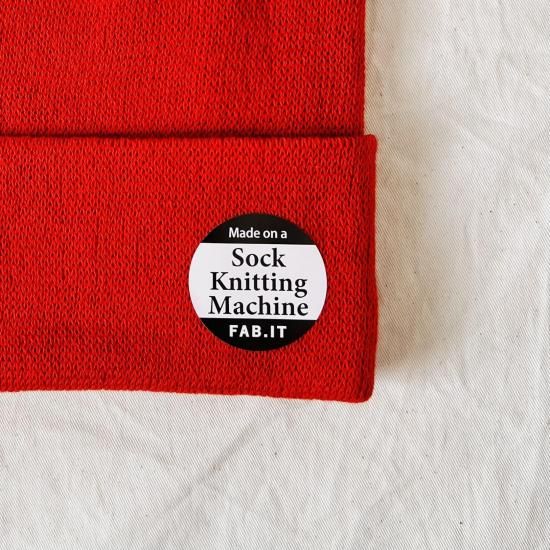 Made on a
Sock
Knitting
Machine
FAB.IT